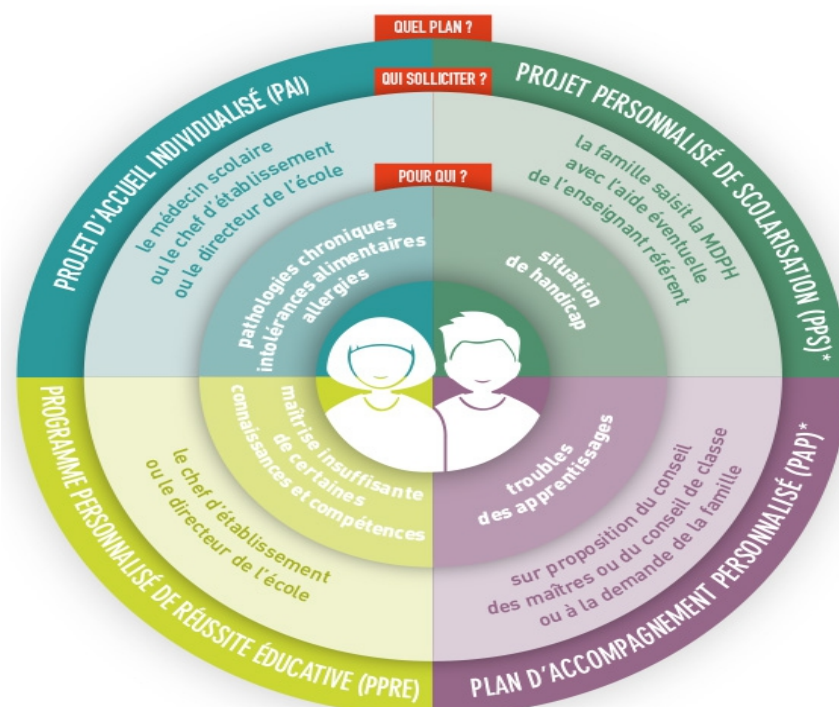 QUEL PLAN ?
QUI SOLLICITER ?
POUR QUI ?
PROJET D'ACCUEIL INDIVIDUALISÉ (PAI)
le médecin scolaire
ou le chef d'établissement
ou le directeur de l'école
pathologies chroniques
intolérances alimentaires
allergies
PROJET PERSONNALISÉ DE SCOLARISATION (PPS)*
la famille saisit la MDPH
avec l'aide éventuelle
de l'enseignant référent
situation
de handicap
PROGRAMME PERSONNALISÉ DE RÉUSSITE ÉDUCATIVE (PPRE)
le chef d'établissement
ou le directeur de l'école
maîtrise insuffisante
de certaines
connaissances et compétences
PLAN D'ACCOMPAGNEMENT PERSONNALISÉ (PAP)*
sur proposition du conseil
des maîtres ou du conseil de classe
ou à la demande de la famille
troubles
des apprentissages